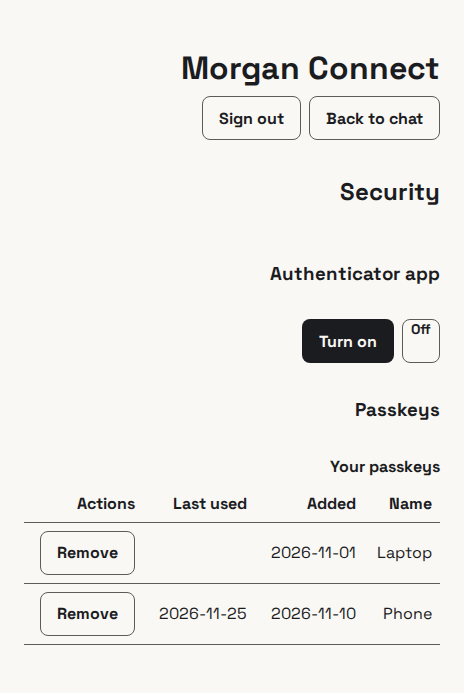 Morgan Connect
Back to chat Sign out
Security
Authenticator app
Off Turn on
Passkeys
Your passkeys
Name Added Last used Actions
Laptop 2026-11-01 Remove
Phone 2026-11-10 2026-11-25 Remove